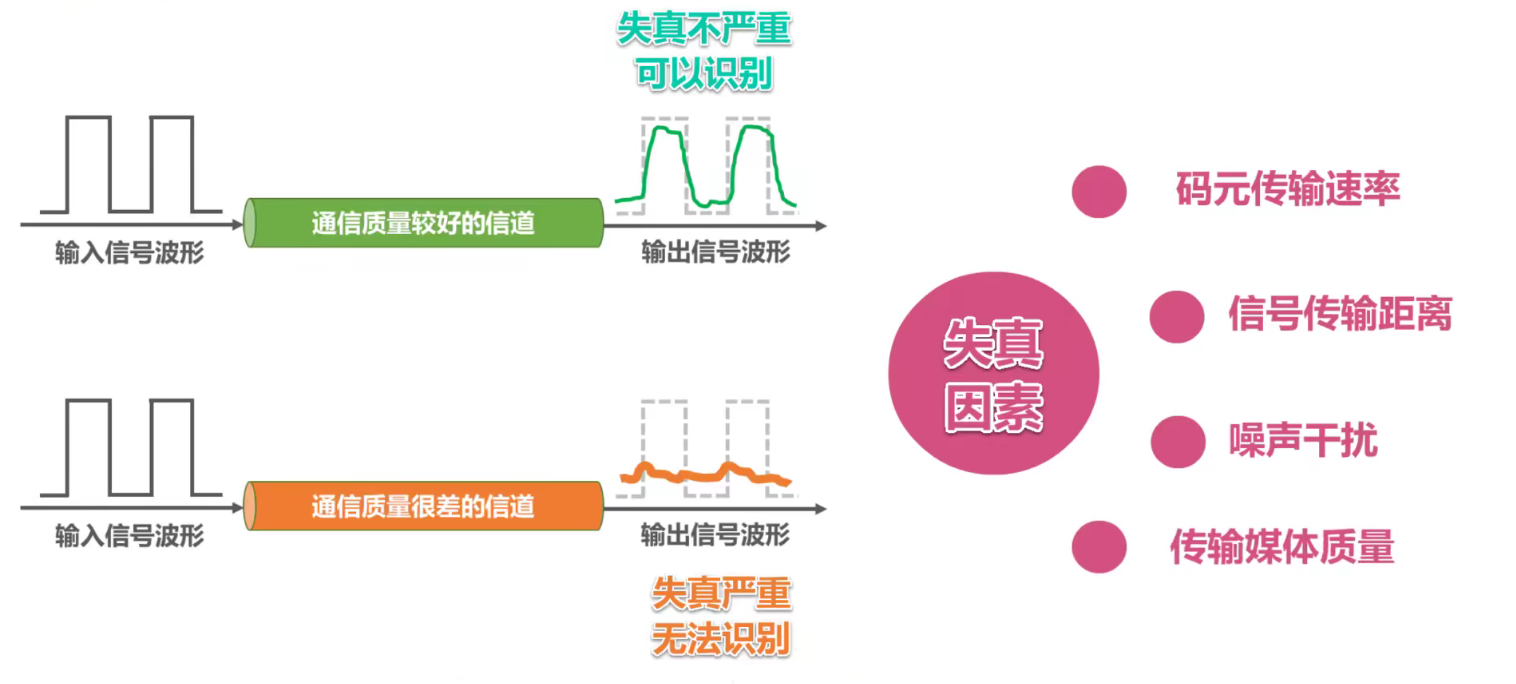 失真不严重
可以识别
通信质量较好的信道
输入信号波形
输出信号波形
通信质量很差的信道
输入信号波形
输出信号波形
失真严重
无法识别
失真
因素
码元传输速率
信号传输距离
噪声干扰
传输媒体质量